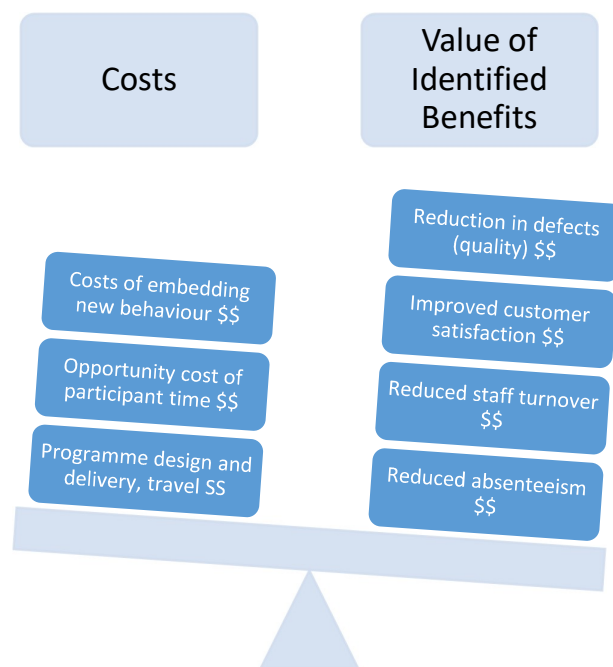 Costs
Value of
Identified
Benefits
Costs of embedding
new behaviour $$
Opportunity cost of
participant time $$
Programme design and
delivery, travel SS
Reduction in defects
(quality) $$
Improved customer
satisfaction $$
Reduced staff turnover
$$
Reduced absenteeism
$$